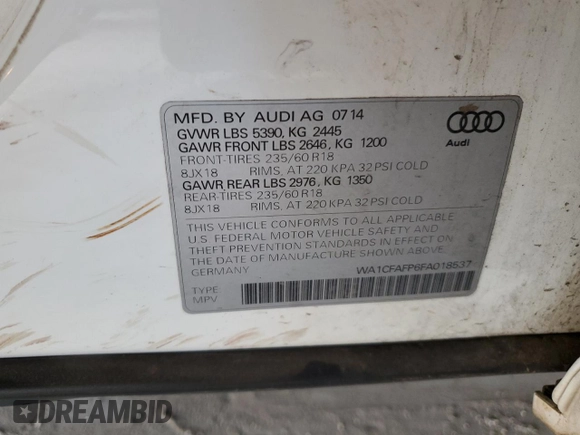 MFD. BY AUDI AG 07 14
GVWR LBS 5390, KG 2445
GAWR FRONT LBS 2646, KG 1200
FRONT-TIRES 235/60 R18
8JX18 RIMS, AT 220 KPA 32 PSI COLD
GAWR REAR LBS 2976, KG 1350
REAR-TIRES 235/60 R18
8JX18 RIMS, AT 220 KPA 32 PSI COLD
Audi
THIS VEHICLE CONFORMS TO ALL APPLICABLE
U.S. FEDERAL MOTOR VEHICLE SAFETY AND
THEFT PREVENTION STANDARDS IN EFFECT ON
THE DATE OF MANUFACTURE SHOWN ABOVE.
GERMANY WA1CFAFP6FA018537
TYPE
MPV
DREAMBID